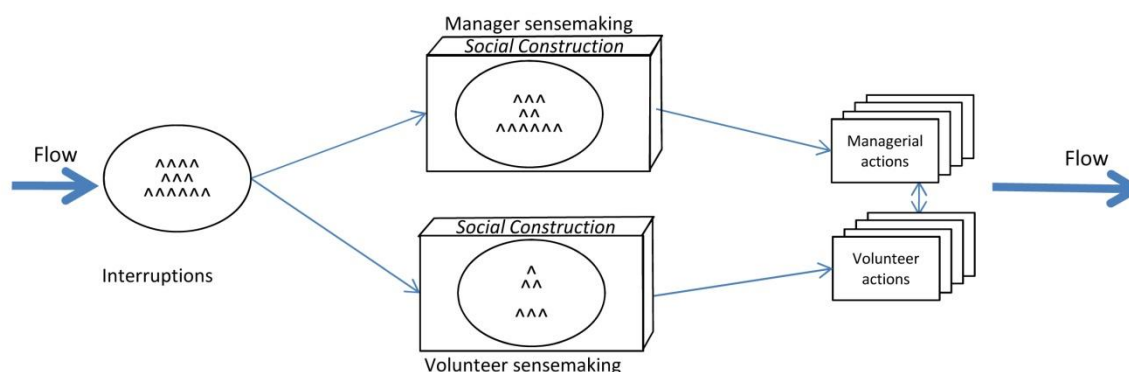 Manager sensemaking
Social Construction
^^^
^^
^^^^^^
Flow
^^^^
^^^
^^^^^^
Interruptions
Managerial
actions
Flow
Social Construction
^
^^
^^^
Volunteer sensemaking
Volunteer
actions